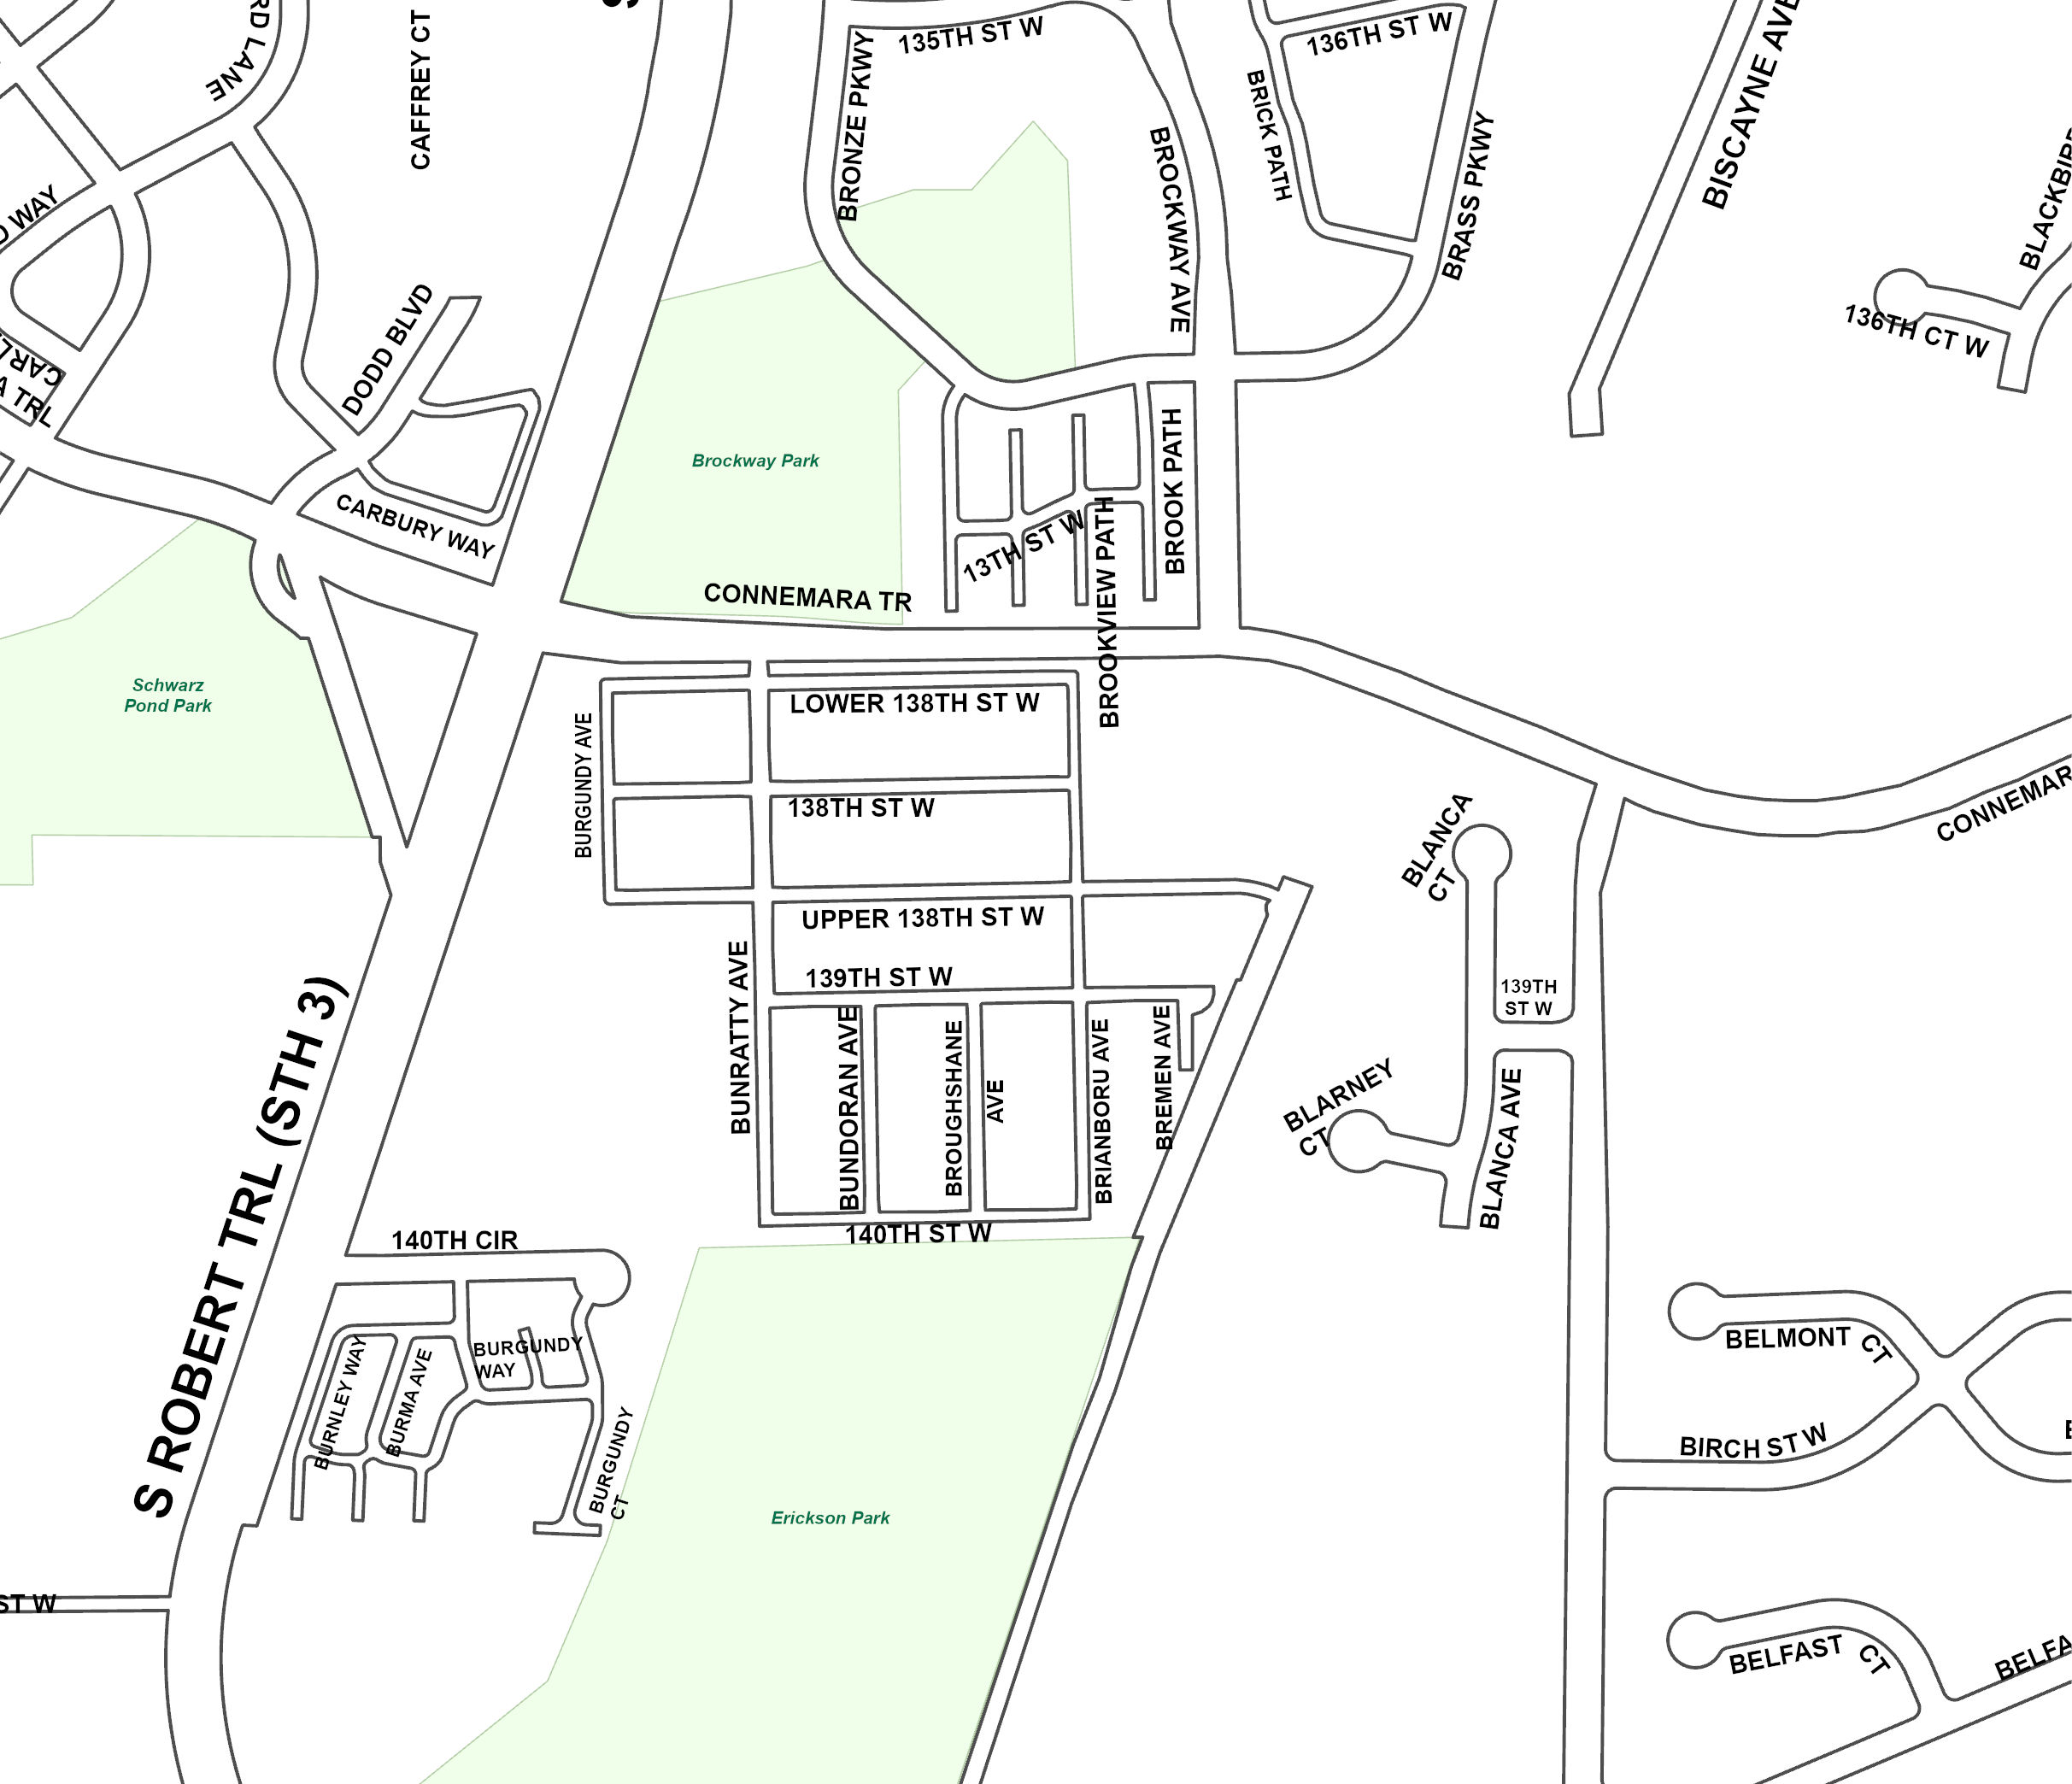 CAFFREY CT
135TH ST W
136TH ST W
BRONZE PKWY
BROCKWAY AVE
BRICK PATH
BRASS PKWY
BISCAYNE AVE
136TH CT W
LANE
WAY
TRL
DODD BLVD
CARBURY WAY
Brockway Park
BROOK PATH
13TH ST W
BROOKVIEW PATH
CONNEMARA TR
Schwarz
Pond Park
LOWER 138TH ST W
BURGUNDY AVE
138TH ST W
UPPER 138TH ST W
139TH ST W
BUNRATTY AVE
BUNDORAN AVE
BROUGHSHANE
AVE
BRIANBORU AVE
BREMEN AVE
140TH ST W
BLANCA
CT
139TH
ST W
BLARNEY
CT
BLANCA AVE
S ROBERT TRL (STH 3)
140TH CIR
BURNLEY WAY
BURMA AVE
BURGUNDY
WAY
BURGUNDY
CT
Erickson Park
BELMONT CT
BIRCH ST W
BELFAST CT
ST W